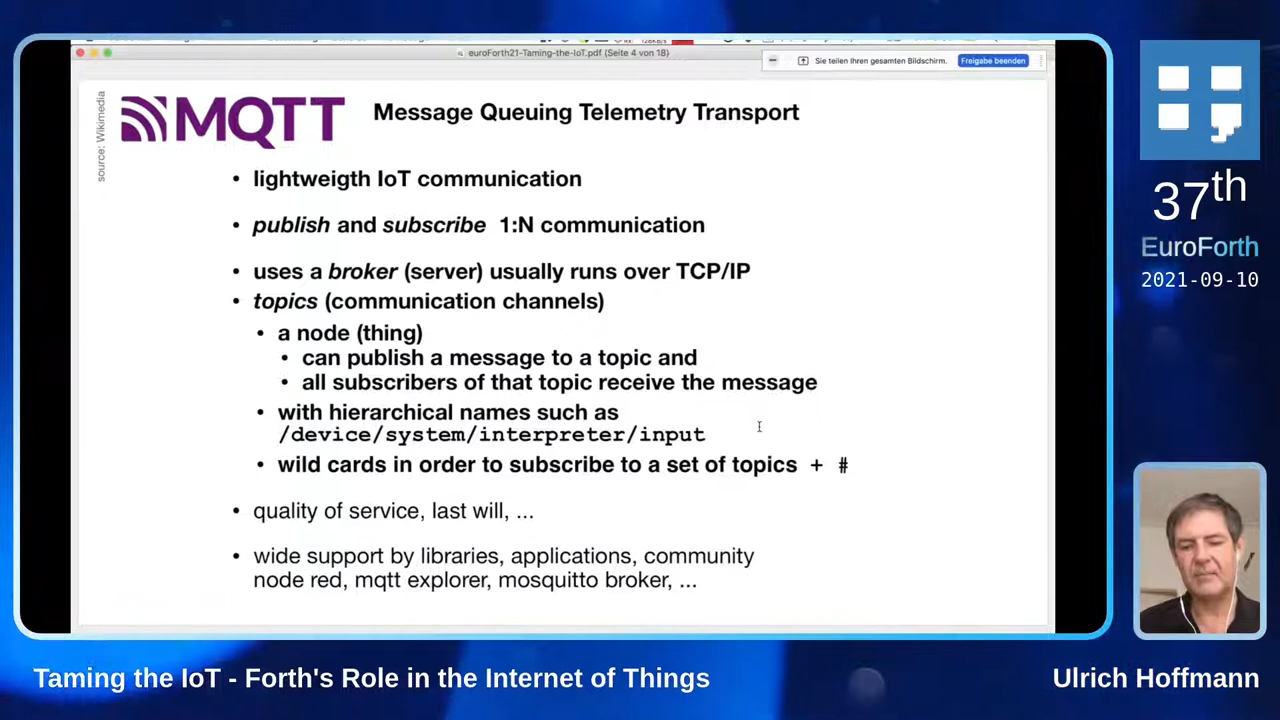 euroForth21-Taming-the-IoT.pdf (Seite 4 von 18)
Sie teilen Ihren gesamten Bildschirm.
Freigabe beenden
source: Wikimedia
MQTT
Message Queuing Telemetry Transport
• lightweigth IoT communication
• publish and subscribe 1:N communication
• uses a broker (server) usually runs over TCP/IP
• topics (communication channels)
• a node (thing)
• can publish a message to a topic and
• all subscribers of that topic receive the message
• with hierarchical names such as
/device/system/interpreter/input
• wild cards in order to subscribe to a set of topics + #
• quality of service, last will, ...
• wide support by libraries, applications, community
node red, mqtt explorer, mosquitto broker, ...
37th
EuroForth
2021-09-10
Taming the IoT - Forth's Role in the Internet of Things
Ulrich Hoffmann